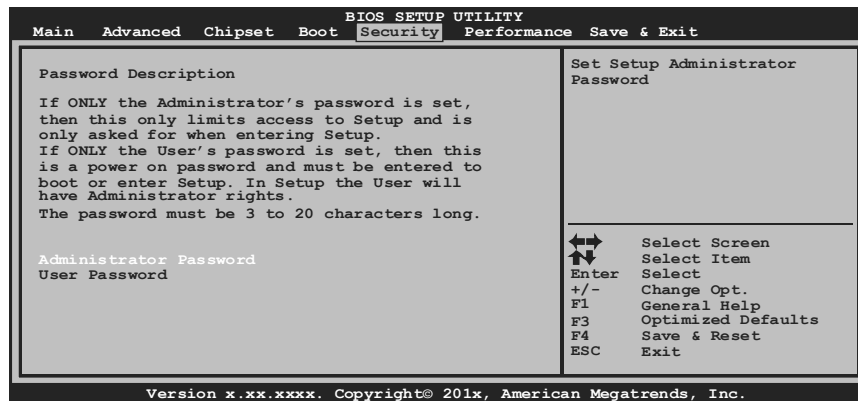 BIOS SETUP UTILITY
Main Advanced Chipset Boot Security Performance Save & Exit
Password Description
If ONLY the Administrator's password is set,
then this only limits access to Setup and is
only asked for when entering Setup.
If ONLY the User's password is set, then this
is a power on password and must be entered to
boot or enter Setup. In Setup the User will
have Administrator rights.
The password must be 3 to 20 characters long.
Administrator Password
User Password
Set Setup Administrator
Password
Select Screen
Select Item
Enter Select
+/- Change Opt.
F1 General Help
F3 Optimized Defaults
F4 Save & Reset
ESC Exit
Version x.xx.xxxx. Copyright© 201x, American Megatrends, Inc.